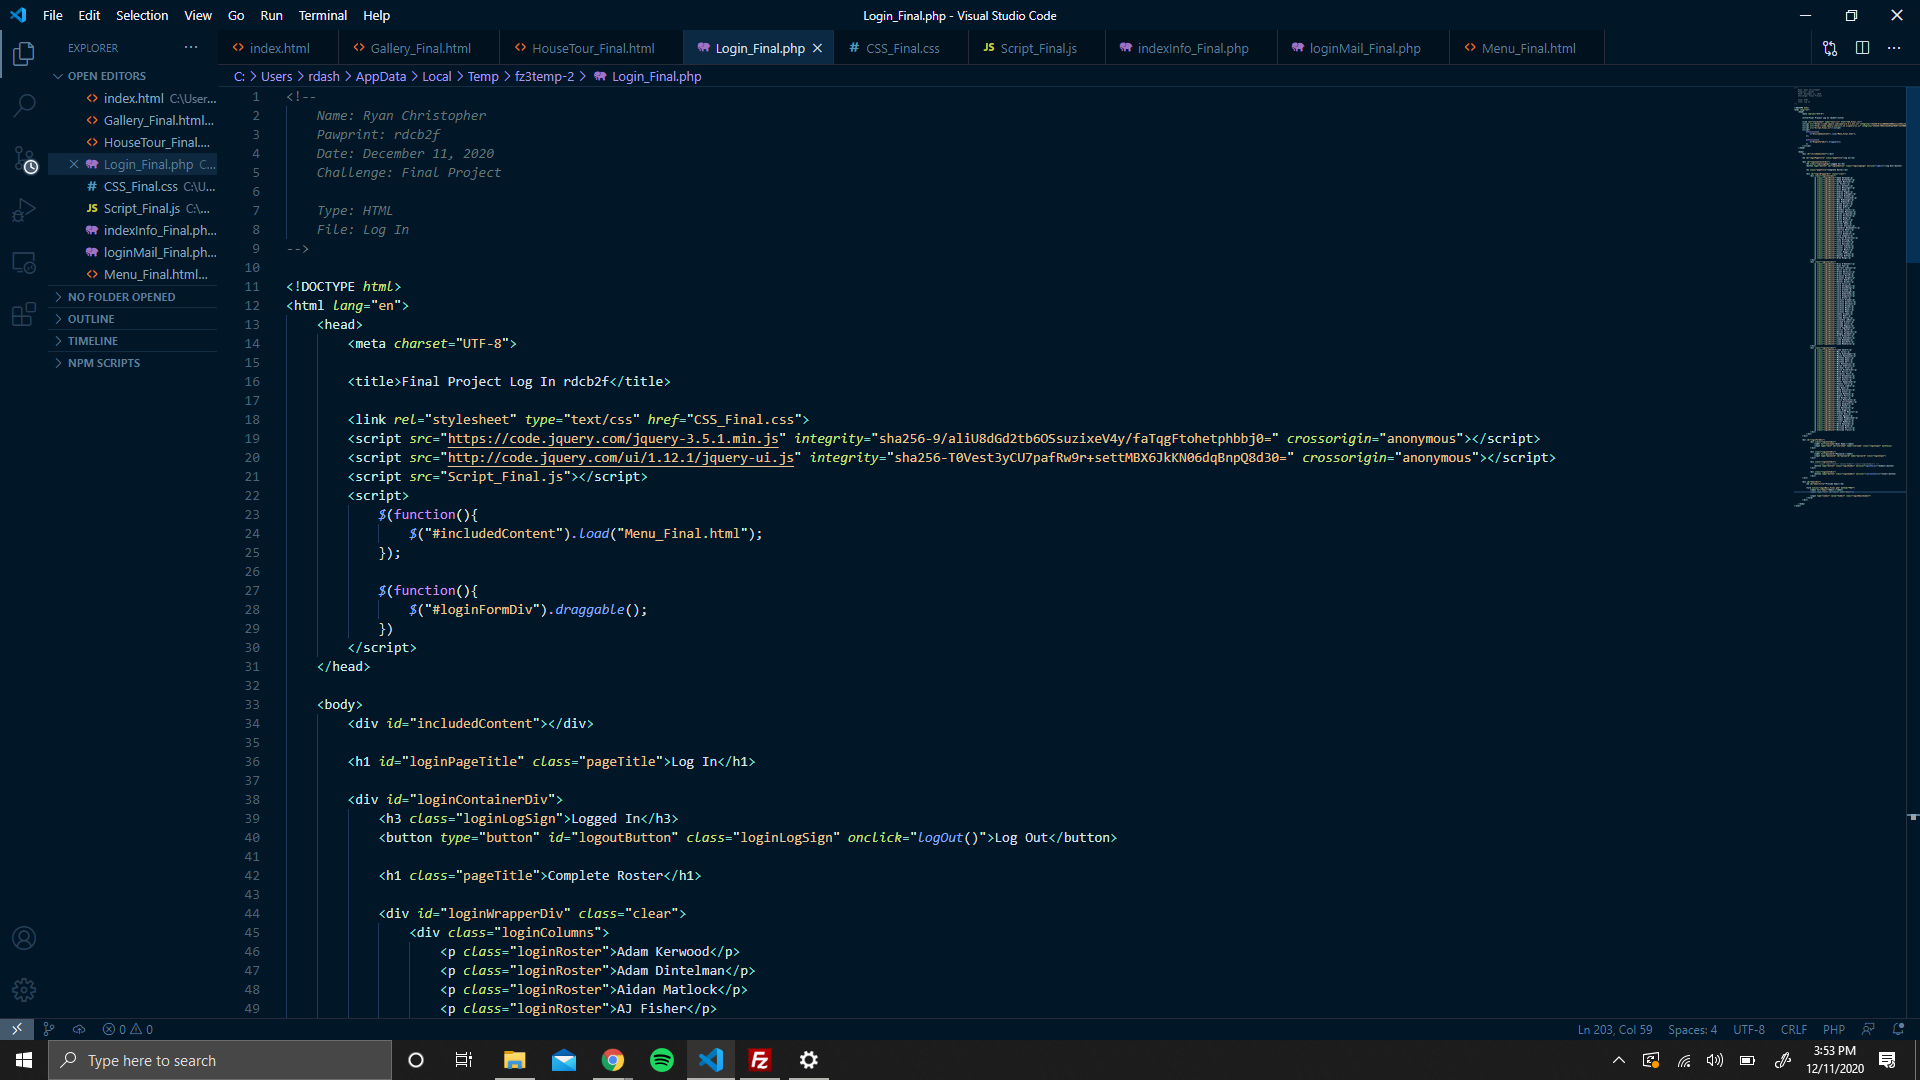 File Edit Selection View Go Run Terminal Help
Login_Final.php - Visual Studio Code
EXPLORER
index.html Gallery_Final.html HouseTour_Final.html Login_Final.php CSS_Final.css Script_Final.js indexInfo_Final.php loginMail_Final.php Menu_Final.html
C: > Users > rdash > AppData > Local > Temp > fz3temp-2 > Login_Final.php
OPEN EDITORS
index.html C:\User...
Gallery_Final.html...
HouseTour_Final....
Login_Final.php C...
CSS_Final.css C:\U...
Script_Final.js C:\...
indexInfo_Final.ph...
loginMail_Final.ph...
Menu_Final.html...
NO FOLDER OPENED
OUTLINE
TIMELINE
NPM SCRIPTS
1 <!--
2 Name: Ryan Christopher
3 Pawprint: rdcb2f
4 Date: December 11, 2020
5 Challenge: Final Project
6
7 Type: HTML
8 File: Log In
9 -->
10
11 <!DOCTYPE html>
12 <html lang="en">
13 <head>
14 <meta charset="UTF-8">
15
16 <title>Final Project Log In rdcb2f</title>
17
18 <link rel="stylesheet" type="text/css" href="CSS_Final.css">
19 <script src="https://code.jquery.com/jquery-3.5.1.min.js" integrity="sha256-9/aliU8dGd2tb6OSsuzixeV4y/faTqgFtohetphbbj0=" crossorigin="anonymous"></script>
20 <script src="http://code.jquery.com/ui/1.12.1/jquery-ui.js" integrity="sha256-T0Vest3yCU7pafRw9r+settMBX6JkKN06dqBnpQ8d30=" crossorigin="anonymous"></script>
21 <script src="Script_Final.js"></script>
22 <script>
23 $(function(){
24 $("#includedContent").load("Menu_Final.html");
25 });
26
27 $(function(){
28 $("#loginFormDiv").draggable();
29 })
30 </script>
31 </head>
32
33 <body>
34 <div id="includedContent"></div>
35
36 <h1 id="loginPageTitle" class="pageTitle">Log In</h1>
37
38 <div id="loginContainerDiv">
39 <h3 class="loginLogSign">Logged In</h3>
40 <button type="button" id="logoutButton" class="loginLogSign" onclick="logOut()">Log Out</button>
41
42 <h1 class="pageTitle">Complete Roster</h1>
43
44 <div id="loginWrapperDiv" class="clear">
45 <div class="loginColumns">
46 <p class="loginRoster">Adam Kerwood</p>
47 <p class="loginRoster">Adam Dintelman</p>
48 <p class="loginRoster">Aidan Matlock</p>
49 <p class="loginRoster">AJ Fisher</p>
0 0
Ln 203, Col 59 Spaces: 4 UTF-8 CRLF PHP
Type here to search
3:53 PM
12/11/2020